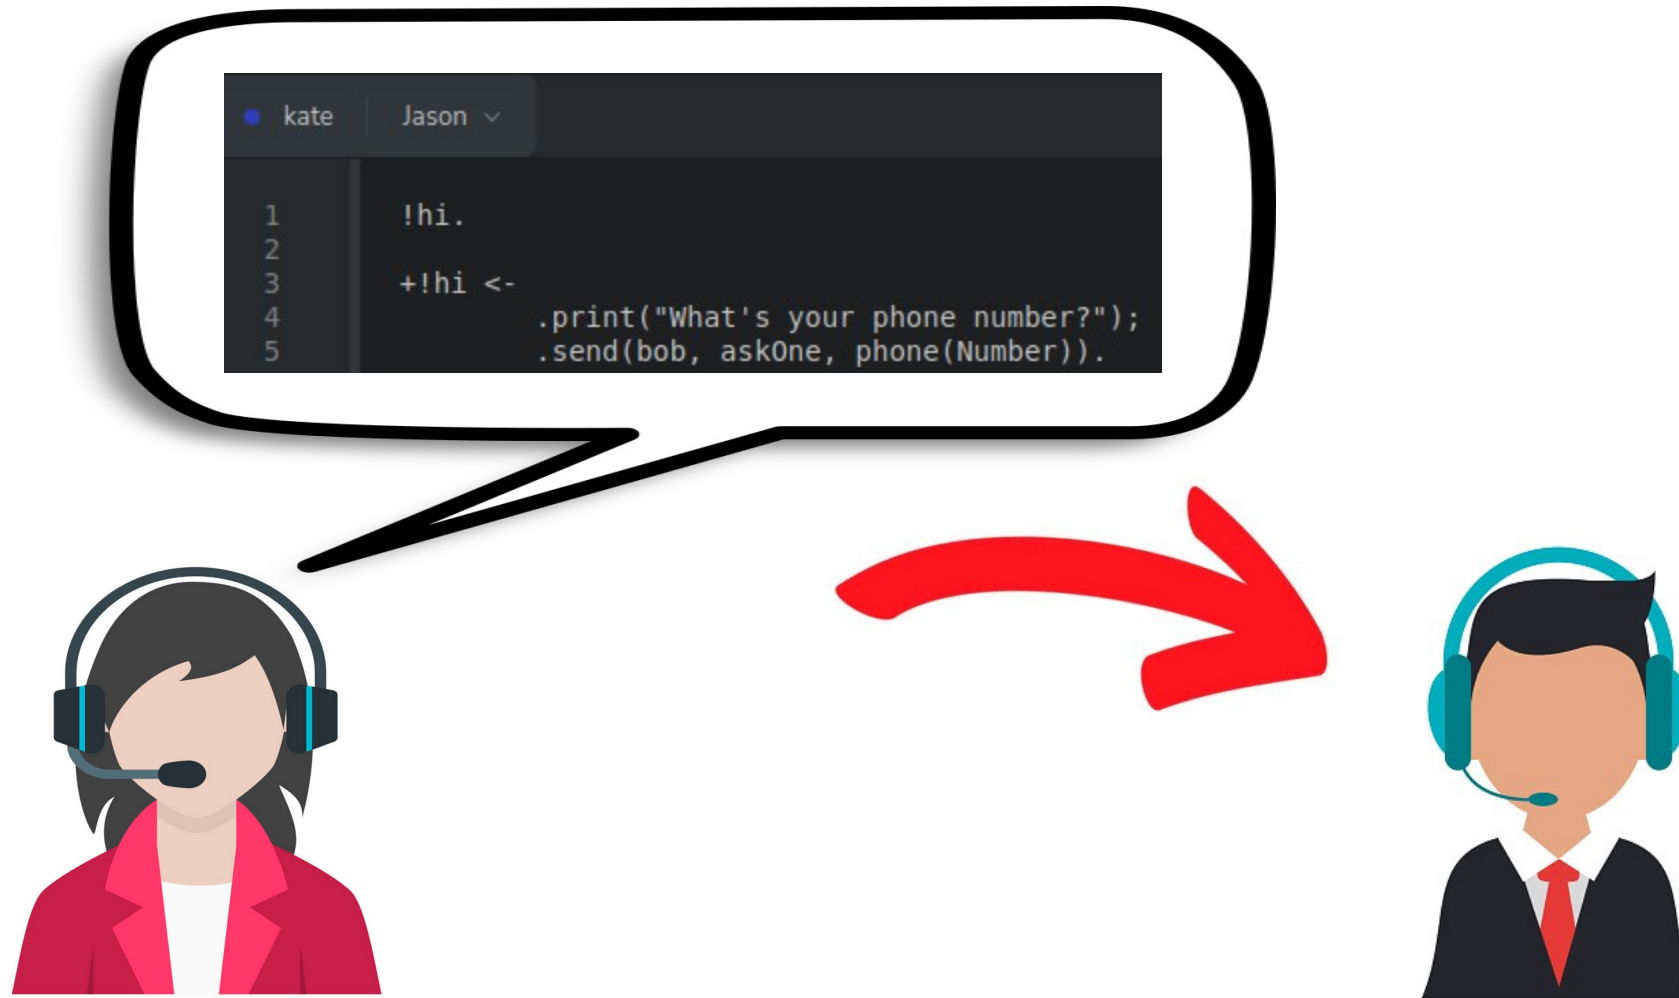 kate Jason
1 !hi.
2
3 +!hi <-
4 .print("What's your phone number?");
5 .send(bob, askOne, phone(Number)).